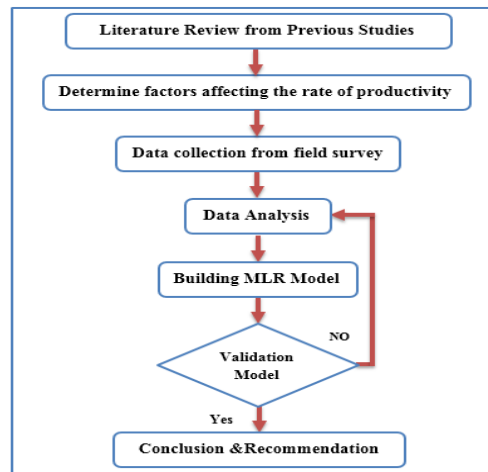 Literature Review from Previous Studies
Determine factors affecting the rate of productivity
Data collection from field survey
Data Analysis
Building MLR Model
NO
Validation
Model
Yes
Conclusion &Recommendation